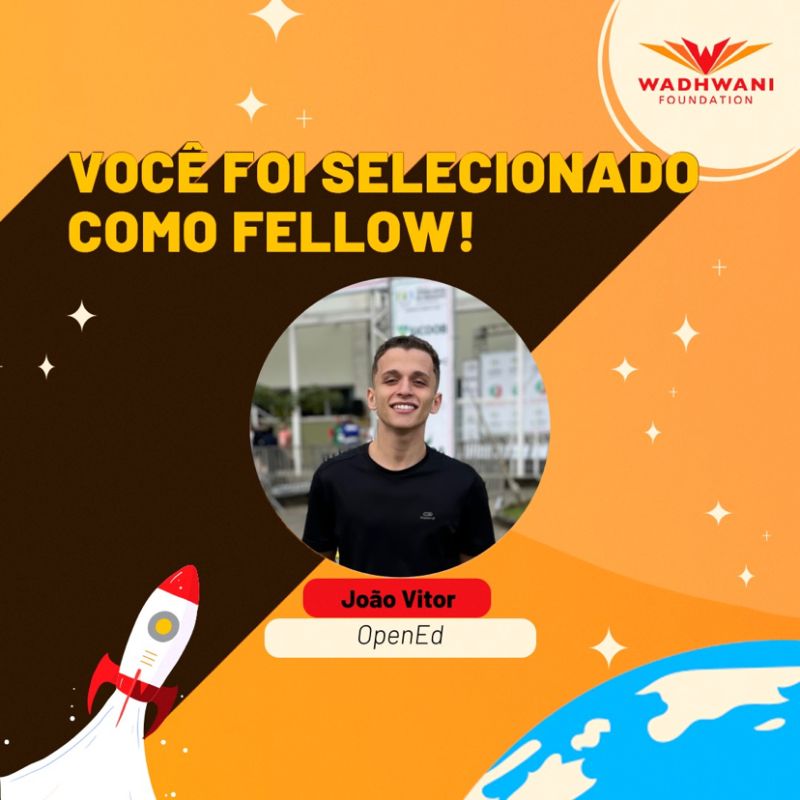 WADHWANI
FOUNDATION
VOCÊ FOI SELECIONADO
COMO FELLOW!
João Vitor
OpenEd